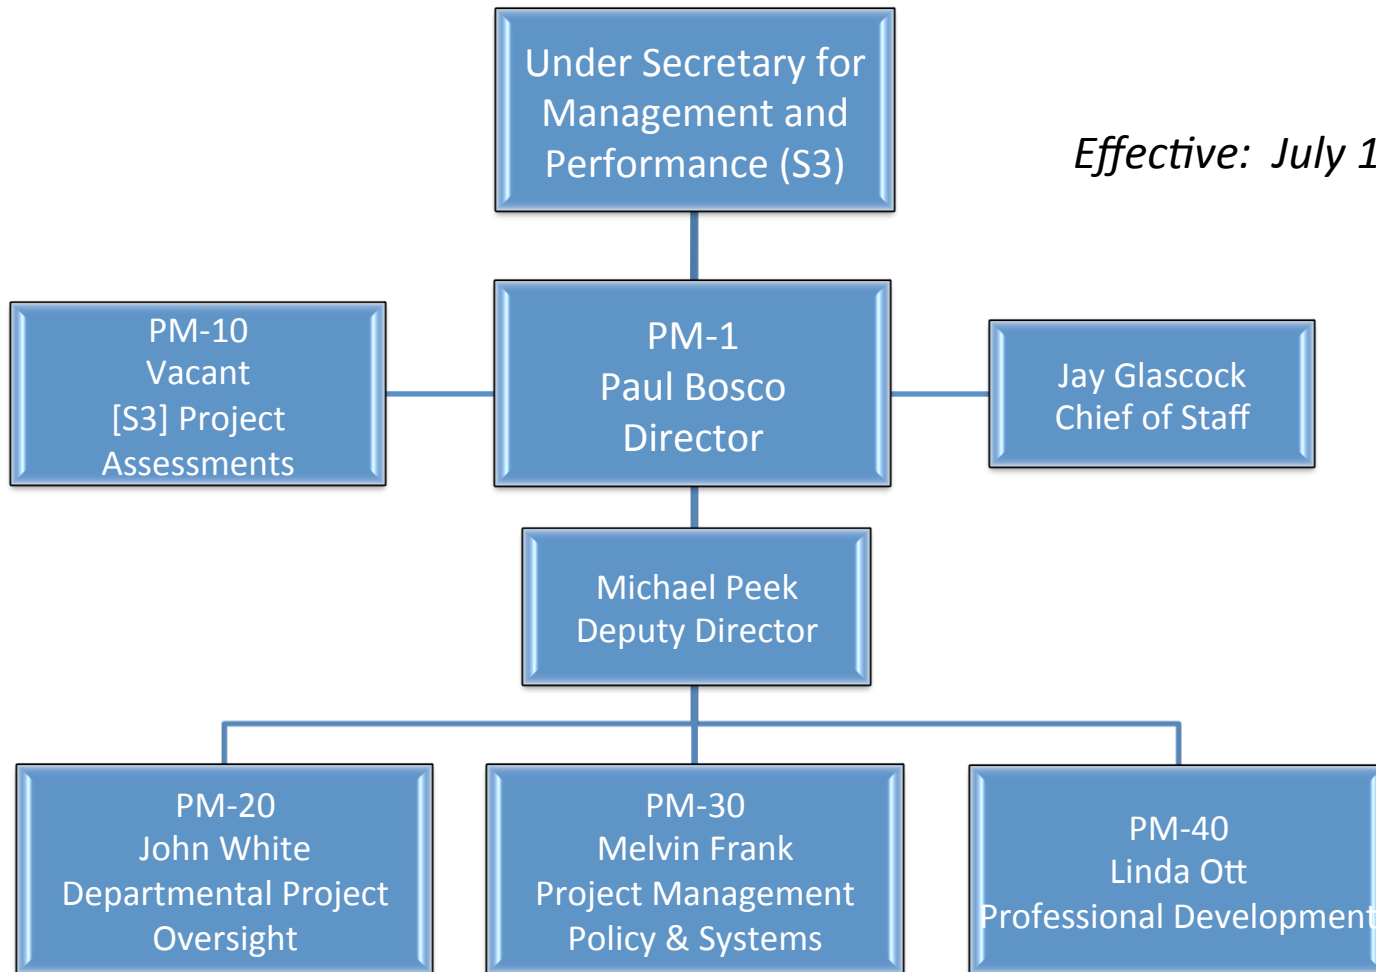 Under Secretary for
Management and
Performance (S3)
Effective: July 1
PM-10
Vacant
[S3] Project
Assessments
PM-1
Paul Bosco
Director
Jay Glascock
Chief of Staff
Michael Peek
Deputy Director
PM-20
John White
Departmental Project
Oversight
PM-30
Melvin Frank
Project Management
Policy & Systems
PM-40
Linda Ott
Professional Development